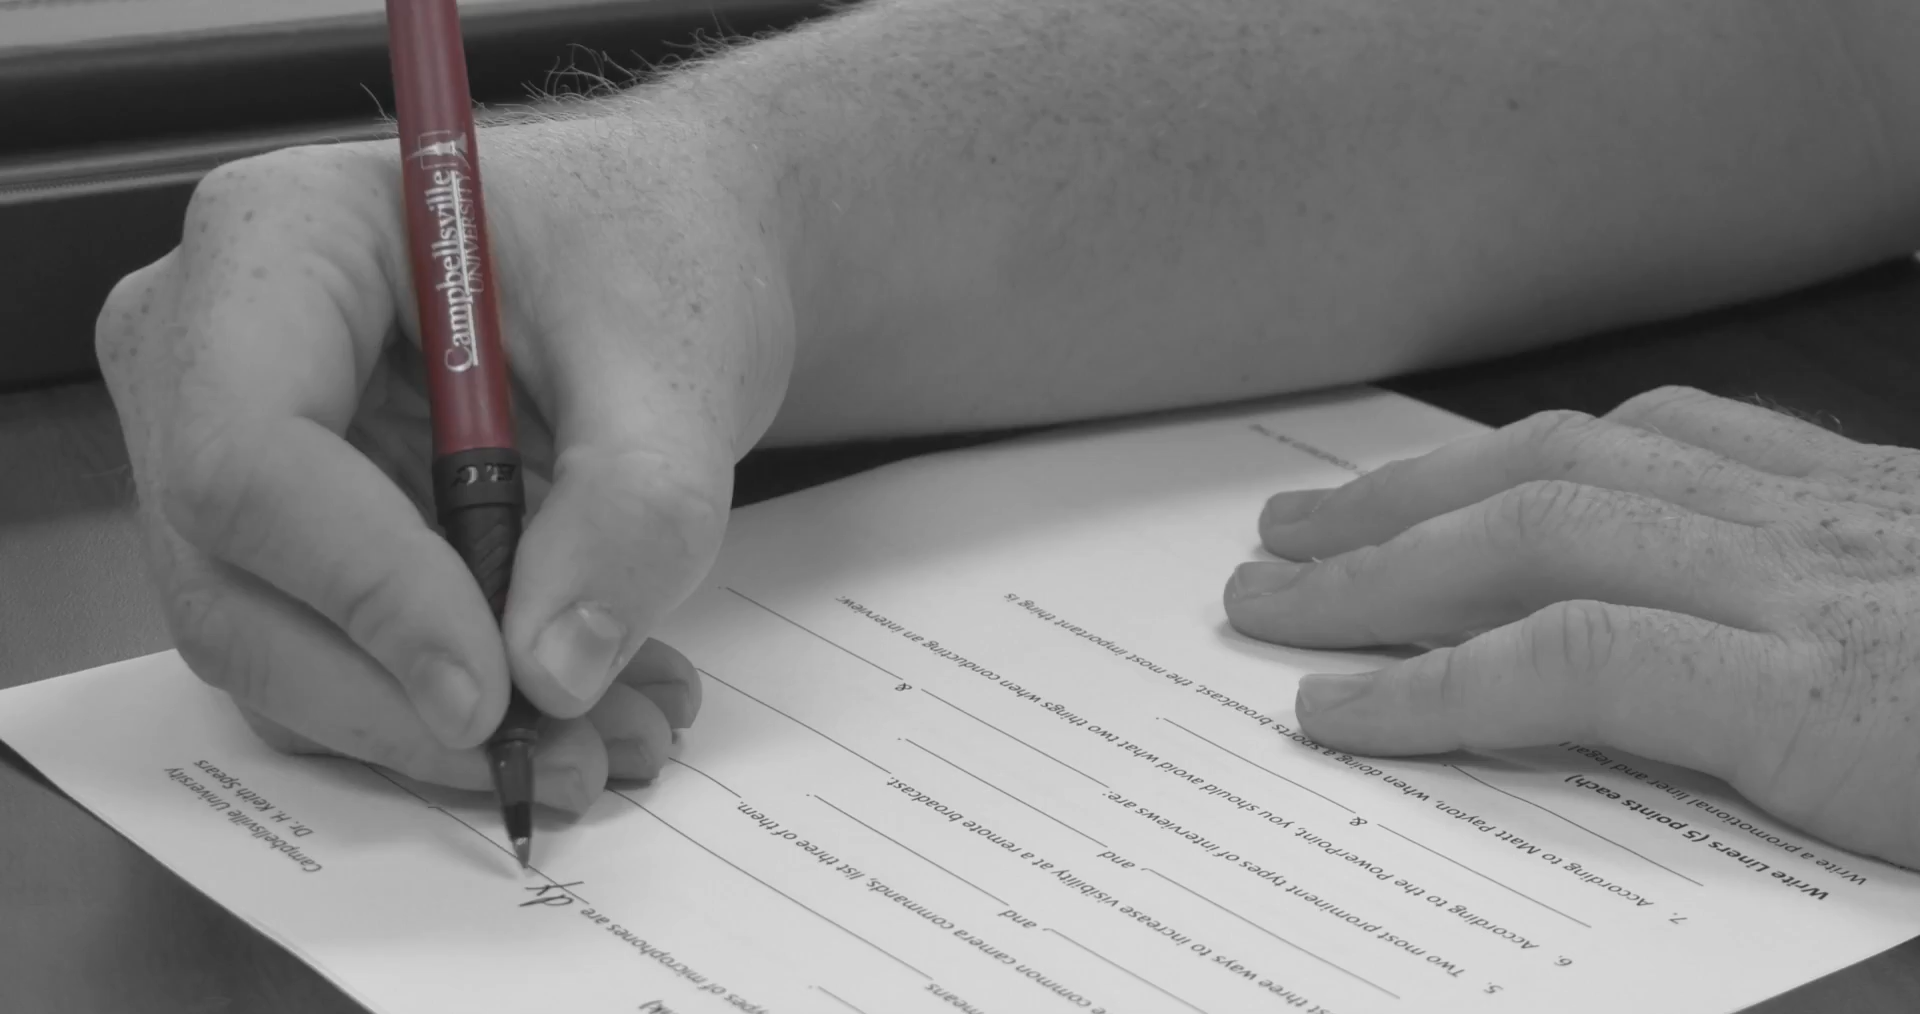 Campbellsville
UNIVERSITY
Campbellsville University
Dr. H. Keith Spears
types of microphones are dy
means
common camera commands, list three of them.
three ways to increase visibility at a remote broadcast.
, and
, and
5. Two most prominent types of interviews are:
&
6. According to the PowerPoint, you should avoid what two things when conducting an interview:
&
7. According to Matt Payton, when doing a sports broadcast, the most important thing is
Write Liners (5 points each)
Write a promotional liner and legal